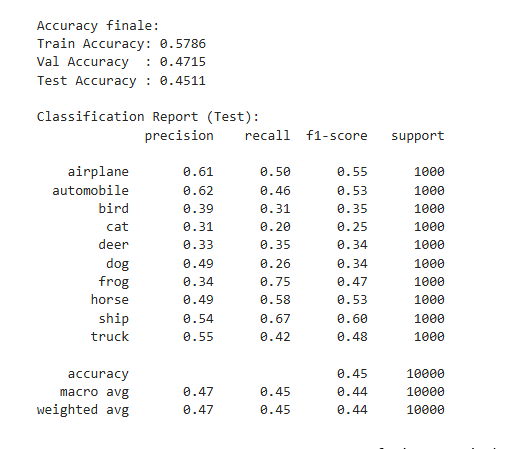 Accuracy finale:
Train Accuracy: 0.5786
Val Accuracy  : 0.4715
Test Accuracy : 0.4511
Classification Report (Test):
              precision    recall  f1-score   support
    airplane       0.61      0.50      0.55      1000
  automobile       0.62      0.46      0.53      1000
        bird       0.39      0.31      0.35      1000
         cat       0.31      0.20      0.25      1000
        deer       0.33      0.35      0.34      1000
         dog       0.49      0.26      0.34      1000
        frog       0.34      0.75      0.47      1000
       horse       0.49      0.58      0.53      1000
        ship       0.54      0.67      0.60      1000
       truck       0.55      0.42      0.48      1000
    accuracy                           0.45     10000
   macro avg       0.47      0.45      0.44     10000
weighted avg       0.47      0.45      0.44     10000